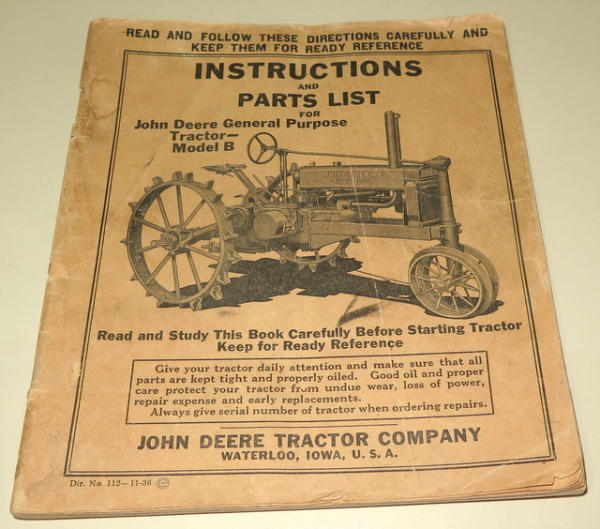 READ AND FOLLOW THESE DIRECTIONS CAREFULLY AND
KEEP THEM FOR READY REFERENCE
INSTRUCTIONS
AND
PARTS LIST
FOR
John Deere General Purpose
Tractor—
Model B
JOHN DEERE
Read and Study This Book Carefully Before Starting Tractor
Keep for Ready Reference
Give your tractor daily attention and make sure that all
parts are kept tight and properly oiled. Good oil and proper
care protect your tractor from undue wear, loss of power,
repair expense and early replacements.
Always give serial number of tractor when ordering repairs.
JOHN DEERE TRACTOR COMPANY
WATERLOO, IOWA, U. S. A.
Dir. No. 112—11-36